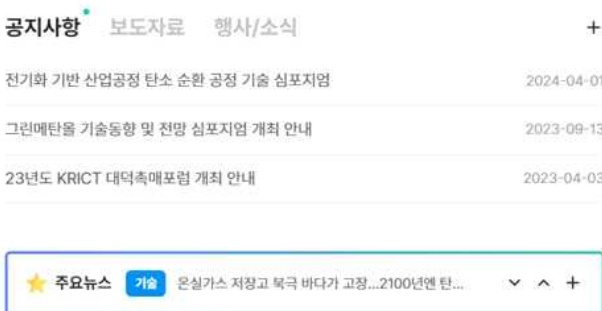 공지사항 보도자료 행사/소식 +
전기화 기반 산업공정 탄소 순환 공정 기술 심포지엄 2024-04-01
그린메탄올 기술동향 및 전망 심포지엄 개최 안내 2023-09-13
23년도 KRICT 대덕촉매포럼 개최 안내 2023-04-03
주요뉴스 기술 온실가스 저장고 북극 바다가 고장...2100년엔 탄... +